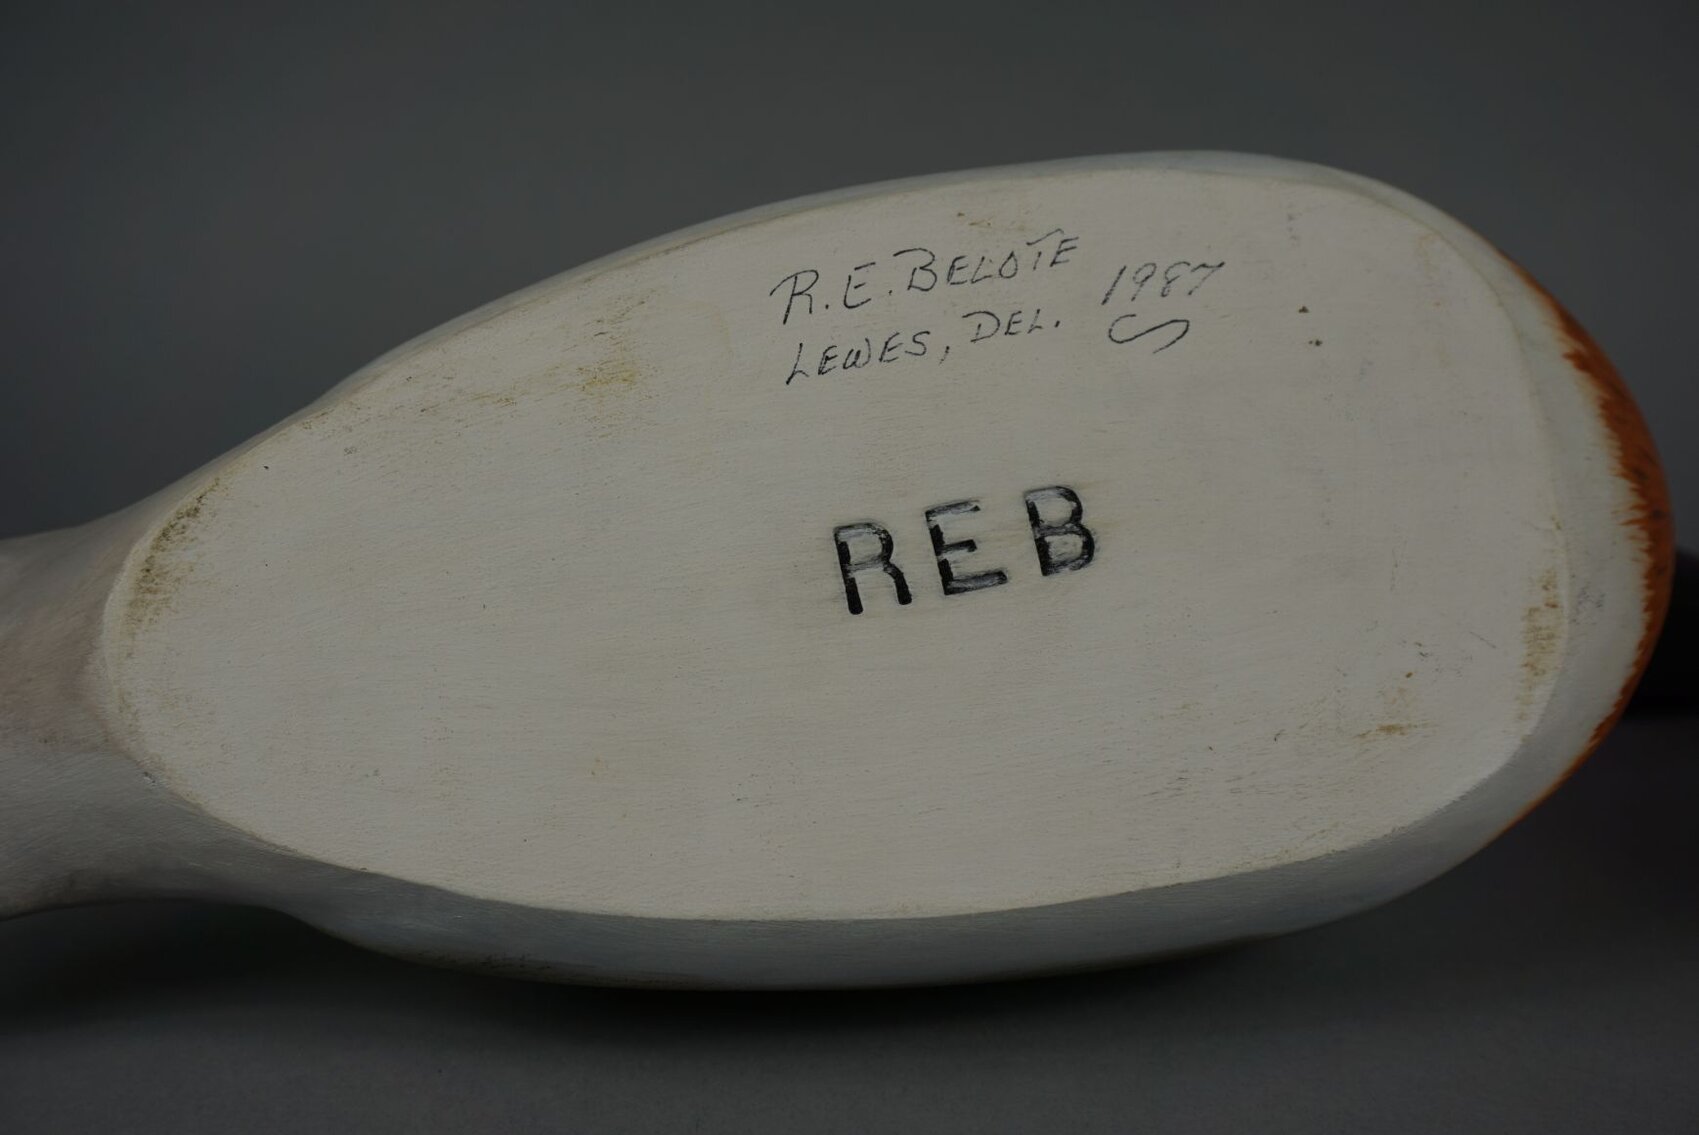 R.E. BELOTE
LEWES, DEL. 1987
REB